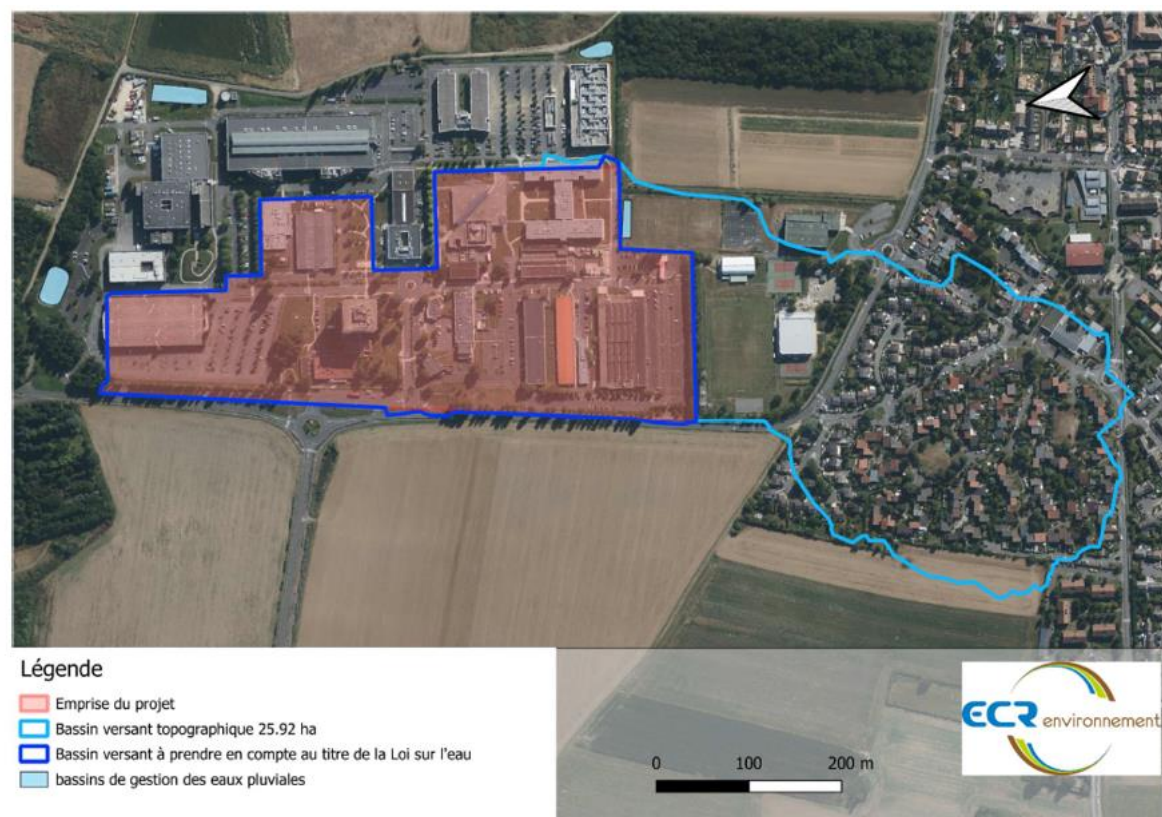 Légende
Emprise du projet
Bassin versant topographique 25.92 ha
Bassin versant à prendre en compte au titre de la Loi sur l'eau
bassins de gestion des eaux pluviales
0 100 200 m
ECR environnement